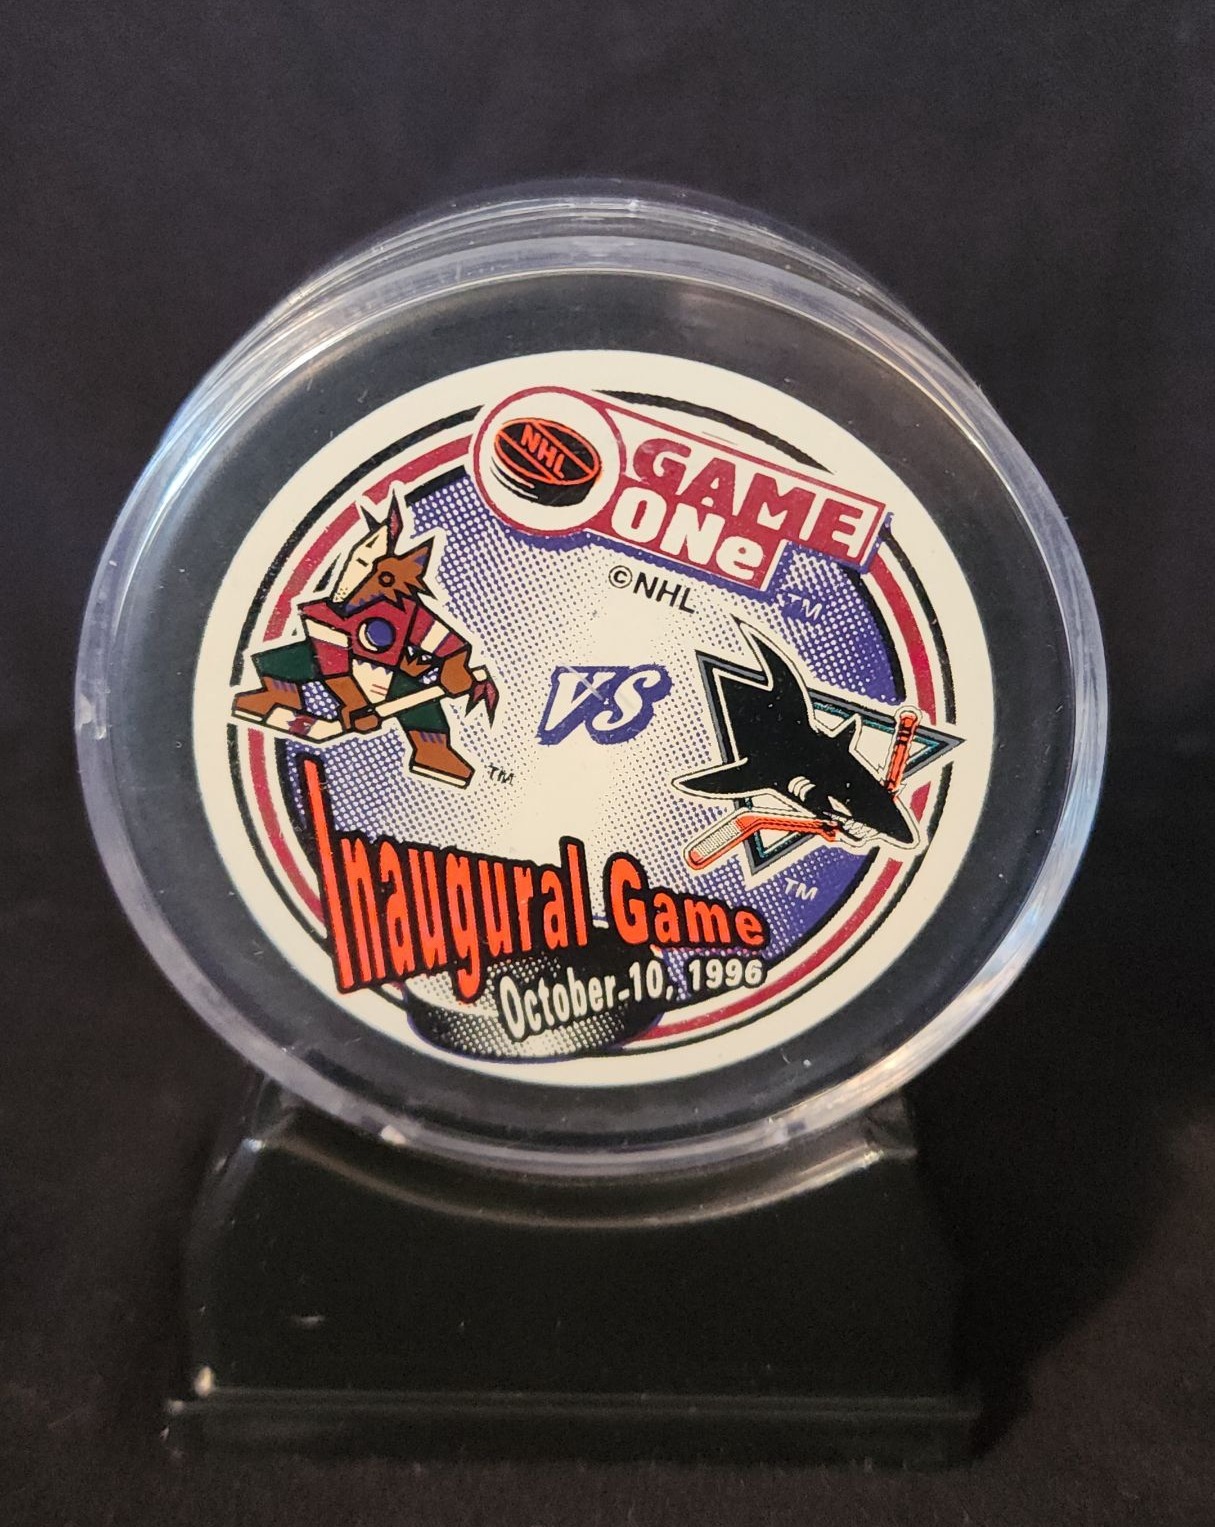 NHL
GAME
ONe
©NHL
TM
VS
TM
TM
Inaugural Game
October 10, 1996